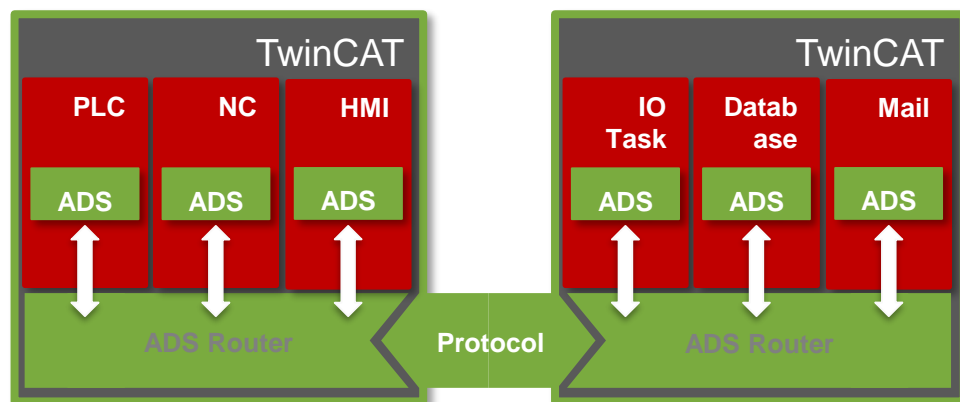 TwinCAT
PLC
NC
HMI
ADS
ADS
ADS
ADS Router
Protocol
TwinCAT
IO
Task
Datab
ase
Mail
ADS
ADS
ADS
ADS Router